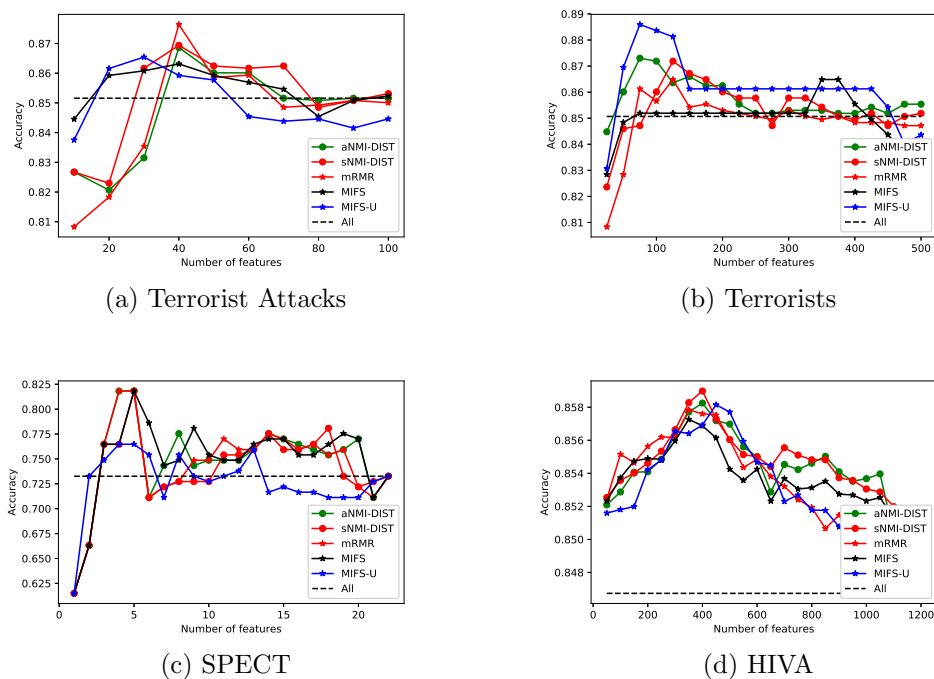 0.87
0.86
0.85
0.84
0.83
0.82
0.81
Accuracy
20 40 60 80 100
Number of features
aNMI-DIST
sNMI-DIST
mRMR
MIFS
MIFS-U
All
(a) Terrorist Attacks
0.89
0.88
0.87
0.86
0.85
0.84
0.83
0.82
0.81
Accuracy
0 100 200 300 400 500
Number of features
aNMI-DIST
sNMI-DIST
mRMR
MIFS
MIFS-U
All
(b) Terrorists
0.825
0.800
0.775
0.750
0.725
0.700
0.675
0.650
0.625
Accuracy
0 5 10 15 20
Number of features
aNMI-DIST
sNMI-DIST
mRMR
MIFS
MIFS-U
All
(c) SPECT
0.858
0.856
0.854
0.852
0.850
0.848
Accuracy
0 200 400 600 800 1000 1200
Number of features
aNMI-DIST
sNMI-DIST
mRMR
MIFS
MIFS-U
All
(d) HIVA